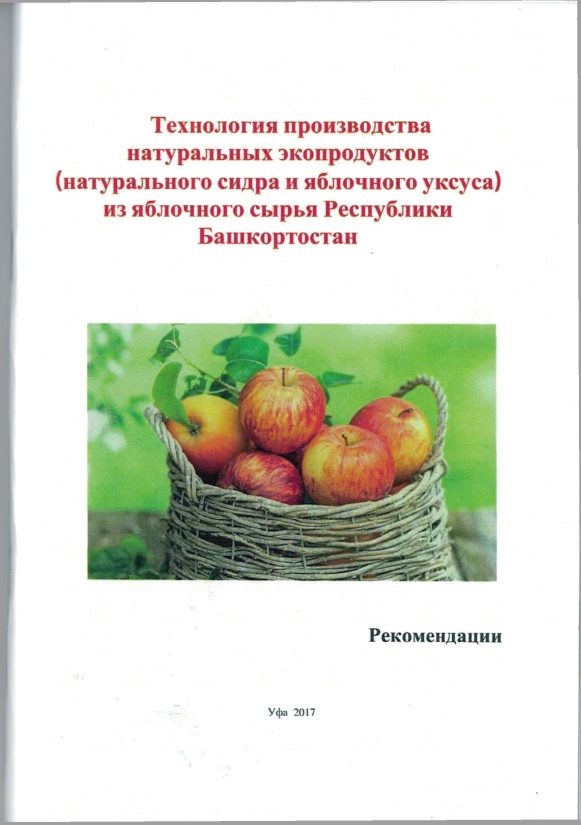 Технология производства
натуральных экопродуктов
(натурального сидра и яблочного уксуса)
из яблочного сырья Республики
Башкортостан
Рекомендации
Уфа 2017